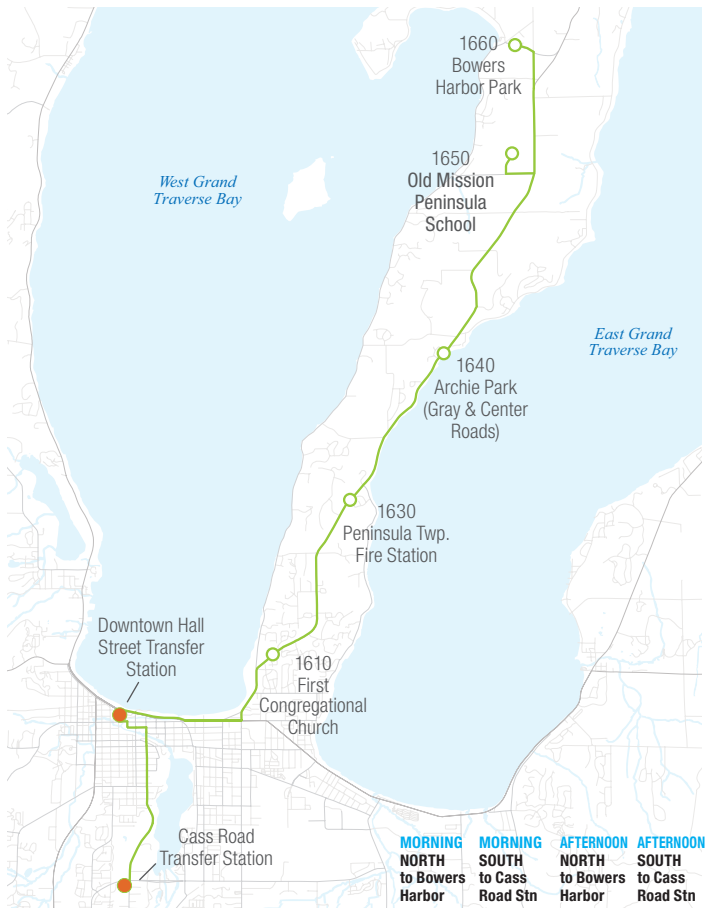 1660
Bowers
Harbor Park
1650
Old Mission
Peninsula
School
West Grand
Traverse Bay
East Grand
Traverse Bay
1640
Archie Park
(Gray & Center
Roads)
1630
Peninsula Twp.
Fire Station
Downtown Hall
Street Transfer
Station
1610
First
Congregational
Church
Cass Road
Transfer Station
MORNING
NORTH
to Bowers
Harbor
MORNING
SOUTH
to Cass
Road Stn
AFTERNOON
NORTH
to Bowers
Harbor
AFTERNOON
SOUTH
to Cass
Road Stn